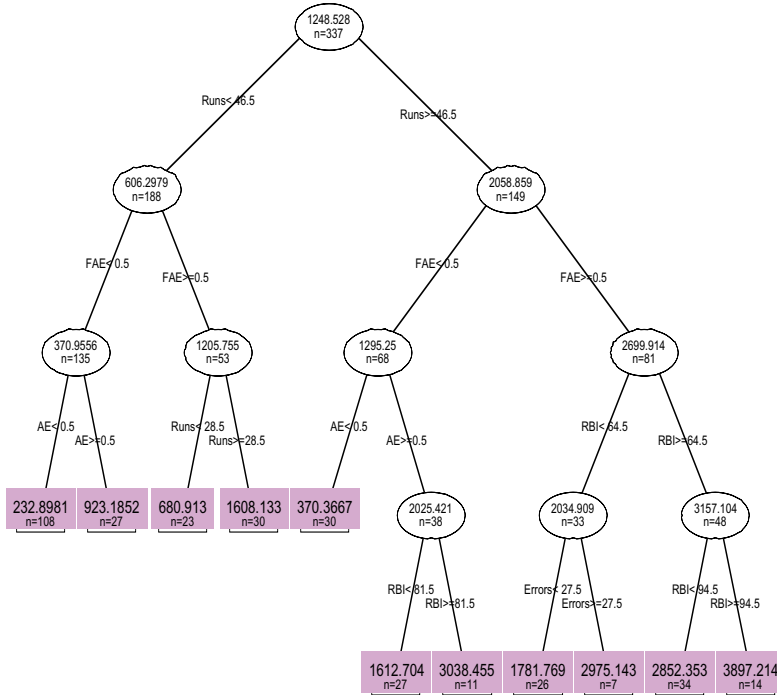 1248.528
n=337
Runs< 46.5
Runs>=46.5
606.2979
n=188
2058.859
n=149
FAE< 0.5
FAE>=0.5
FAE< 0.5
FAE>=0.5
370.9556
n=135
1205.755
n=53
1295.25
n=68
2699.914
n=81
AE< 0.5
AE>=0.5
Runs< 28.5
Runs>=28.5
AE< 0.5
AE>=0.5
RBI< 64.5
RBI>=64.5
232.8981
n=108
923.1852
n=27
680.913
n=23
1608.133
n=30
370.3667
n=30
2025.421
n=38
2034.909
n=33
3157.104
n=48
RBI< 81.5
RBI>=81.5
Errors< 27.5
Errors>=27.5
RBI< 94.5
RBI>=94.5
1612.704
n=27
3038.455
n=11
1781.769
n=26
2975.143
n=7
2852.353
n=34
3897.214
n=14